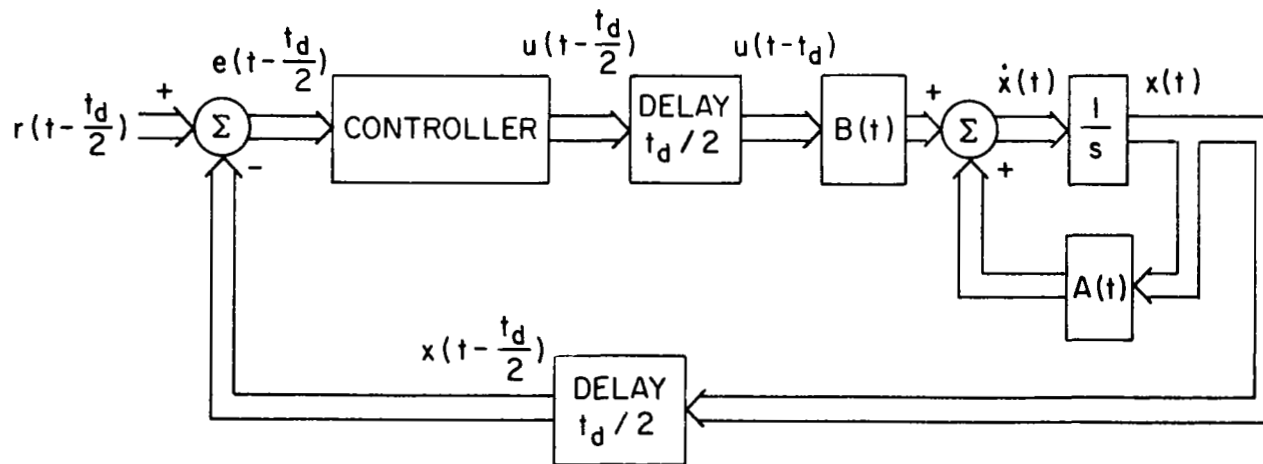 r(t-t_d/2)
+
-
Σ
e(t-t_d/2)
CONTROLLER
u(t-t_d/2)
DELAY
t_d/2
u(t-t_d)
B(t)
+
Σ
+
ẋ(t)
1/s
x(t)
A(t)
x(t-t_d/2)
DELAY
t_d/2